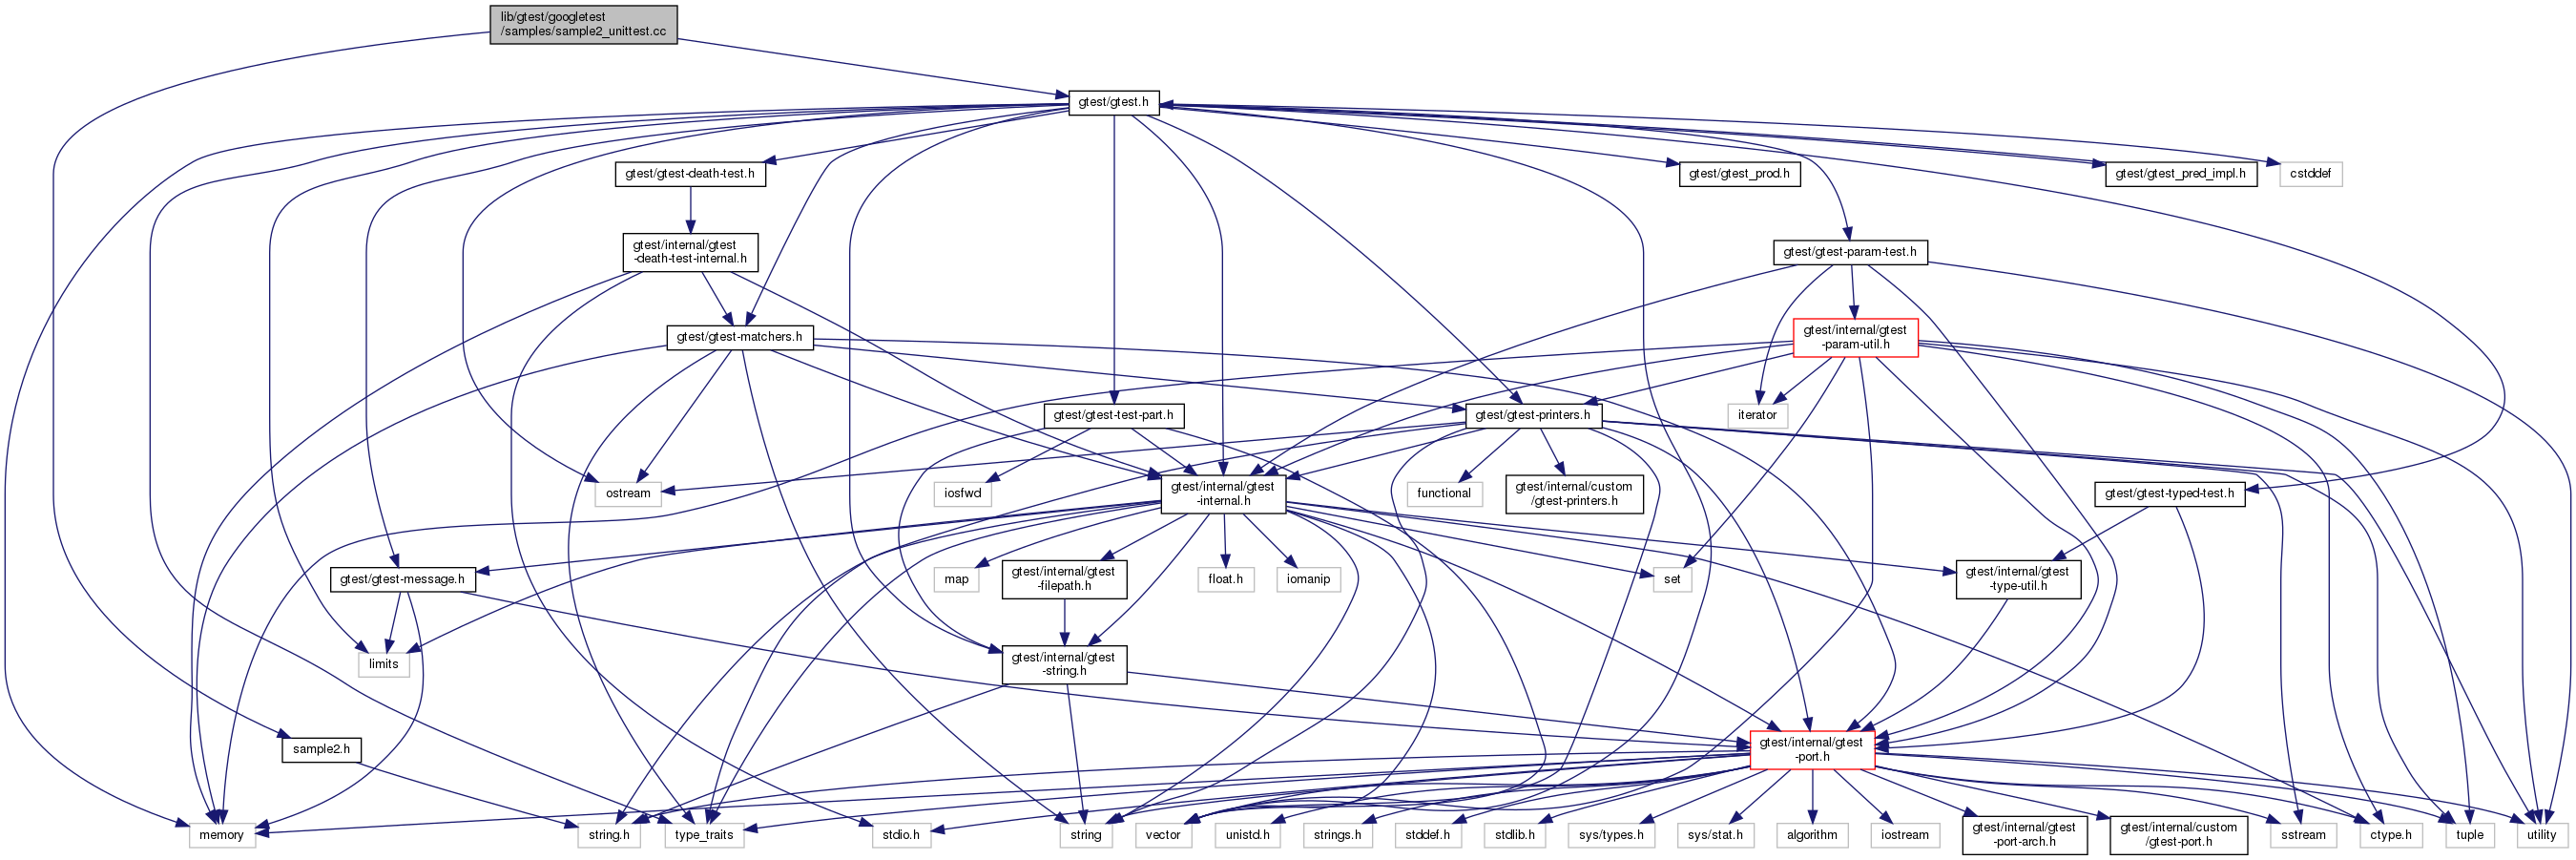 lib/gtest/googletest
/samples/sample2_unittest.cc
gtest/gtest.h
gtest/gtest-death-test.h
gtest/gtest_prod.h
gtest/gtest_pred_impl.h
cstddef
gtest/internal/gtest
-death-test-internal.h
gtest/gtest-param-test.h
gtest/gtest-matchers.h
gtest/internal/gtest
-param-util.h
gtest/gtest-test-part.h
gtest/gtest-printers.h
iterator
ostream
iosfwd
gtest/internal/gtest
-internal.h
functional
gtest/internal/custom
/gtest-printers.h
gtest/gtest-typed-test.h
gtest/gtest-message.h
map
gtest/internal/gtest
-filepath.h
float.h
iomanip
set
gtest/internal/gtest
-type-util.h
limits
gtest/internal/gtest
-string.h
sample2.h
gtest/internal/gtest
-port.h
memory
string.h
type_traits
stdio.h
string
vector
unistd.h
strings.h
stddef.h
stdlib.h
sys/types.h
sys/stat.h
algorithm
iostream
gtest/internal/gtest
-port-arch.h
gtest/internal/custom
/gtest-port.h
sstream
ctype.h
tuple
utility